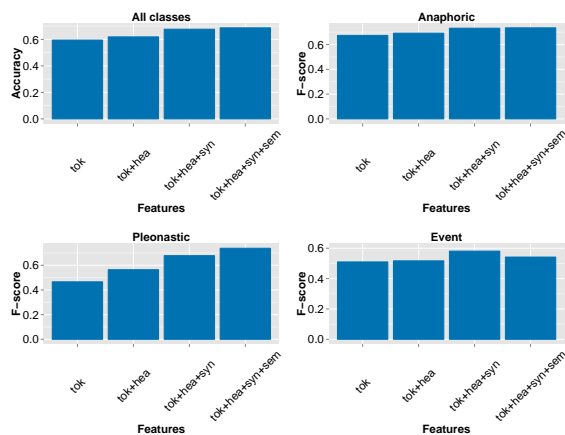 All classes
Accuracy
0.6
0.4
0.2
0.0
tok
tok+hea
tok+hea+syn
tok+hea+syn+sem
Features
Anaphoric
F-score
0.6
0.4
0.2
0.0
tok
tok+hea
tok+hea+syn
tok+hea+syn+sem
Features
Pleonastic
F-score
0.6
0.4
0.2
0.0
tok
tok+hea
tok+hea+syn
tok+hea+syn+sem
Features
Event
F-score
0.6
0.4
0.2
0.0
tok
tok+hea
tok+hea+syn
tok+hea+syn+sem
Features